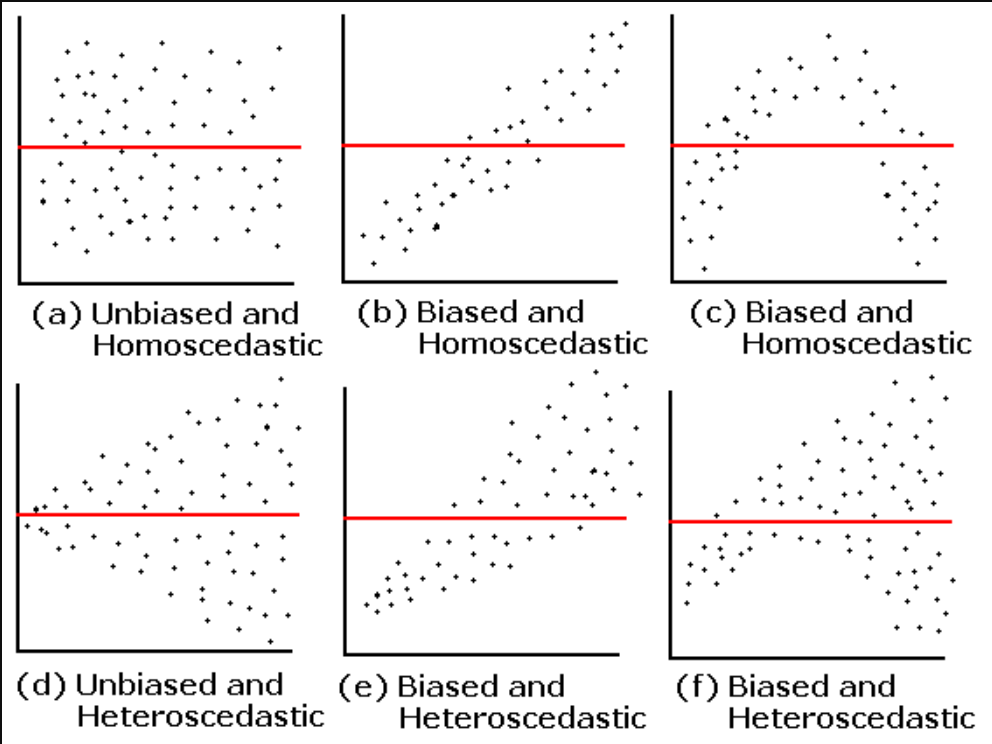 (a) Unbiased and
Homoscedastic
(b) Biased and
Homoscedastic
(c) Biased and
Homoscedastic
(d) Unbiased and
Heteroscedastic
(e) Biased and
Heteroscedastic
(f) Biased and
Heteroscedastic